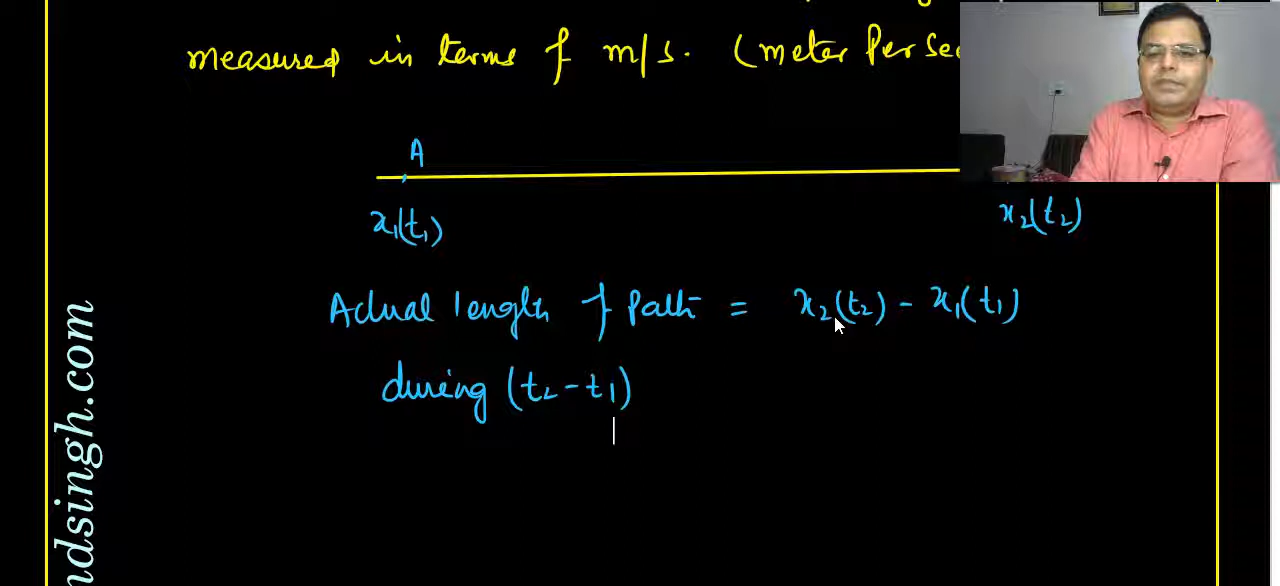 measured in terms of m/s. (meter Per Sec
A
x₁(t₁)
x₂(t₂)
Actual length of Path = x₂(t₂) - x₁(t₁)
during (t₂ - t₁)
ndsingh.com